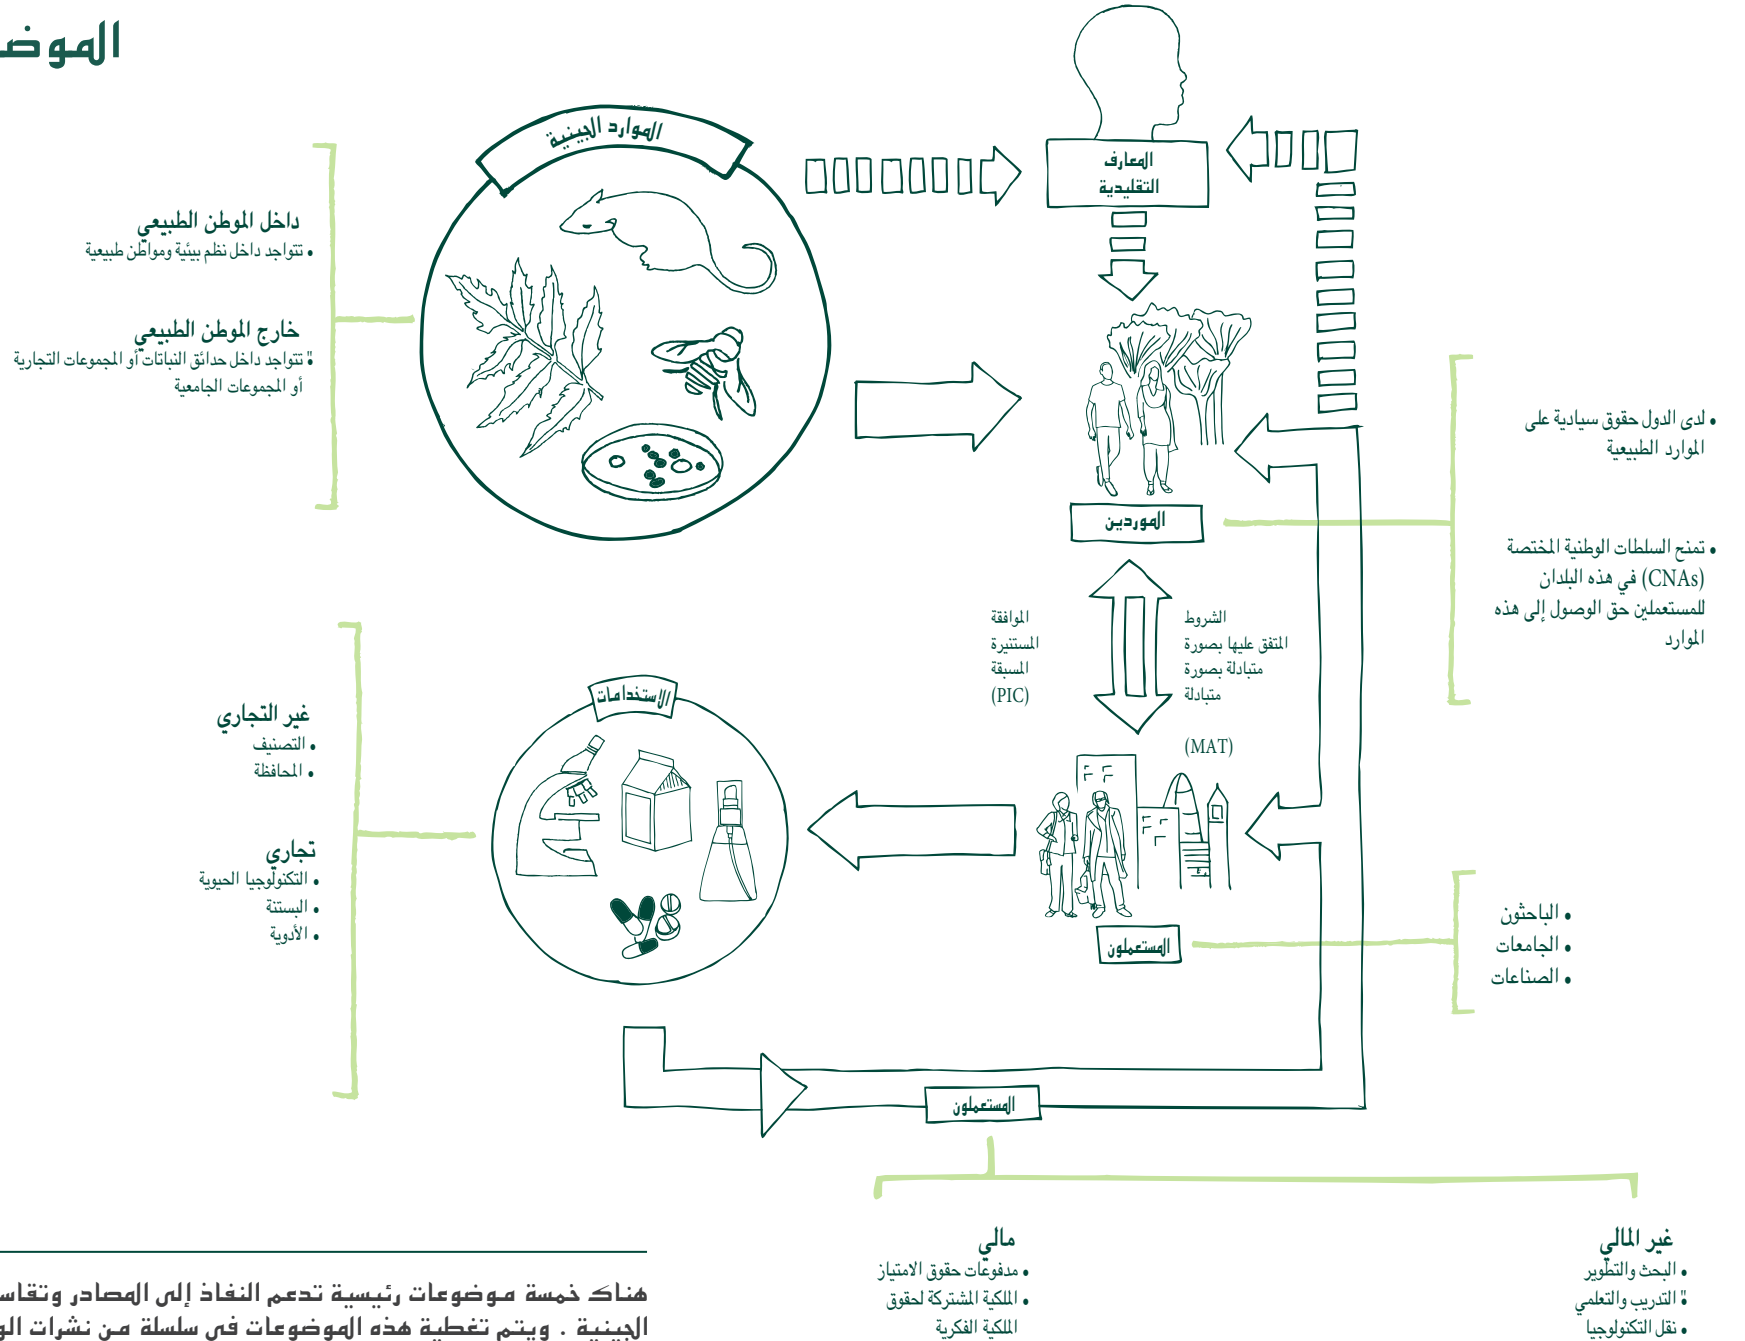 الموارد الجينية
المعارف
التقليدية
داخل الموطن الطبيعي
• تتواجد داخل نظم بيئية ومواطن طبيعية
خارج الموطن الطبيعي
" تتواجد داخل حدائق النباتات أو المجموعات التجارية
أو المجموعات الجامعية
• لدى الدول حقوق سيادية على
الموارد الطبيعية
• تمنح السلطات الوطنية المختصة
(CNAs) في هذه البلدان
للمستعملين حق الوصول إلى هذه
الموارد
الموردين
الشروط
المتفق عليها بصورة
متبادلة بصورة
متبادلة
(MAT)
الموافقة
المستنيرة
المسبقة
(PIC)
الاستخدامات
غير التجاري
• التصنيف
• المحافظة
تجاري
• التكنولوجيا الحيوية
• البستنة
• الأدوية
المستعملون
• الباحثون
• الجامعات
• الصناعات
المستعملون
غير المالي
• البحث والتطوير
" التدريب والتعلمي
• نقل التكنولوجيا
مالي
• مدفوعات حقوق الامتياز
• الملكية المشتركة لحقوق
الملكية الفكرية
هناك خمسة موضوعات رئيسية تدعم النفاذ إلى المصادر
الجينية . ويتم تغطية هذه الموضوعات في سلسلة من نشرات